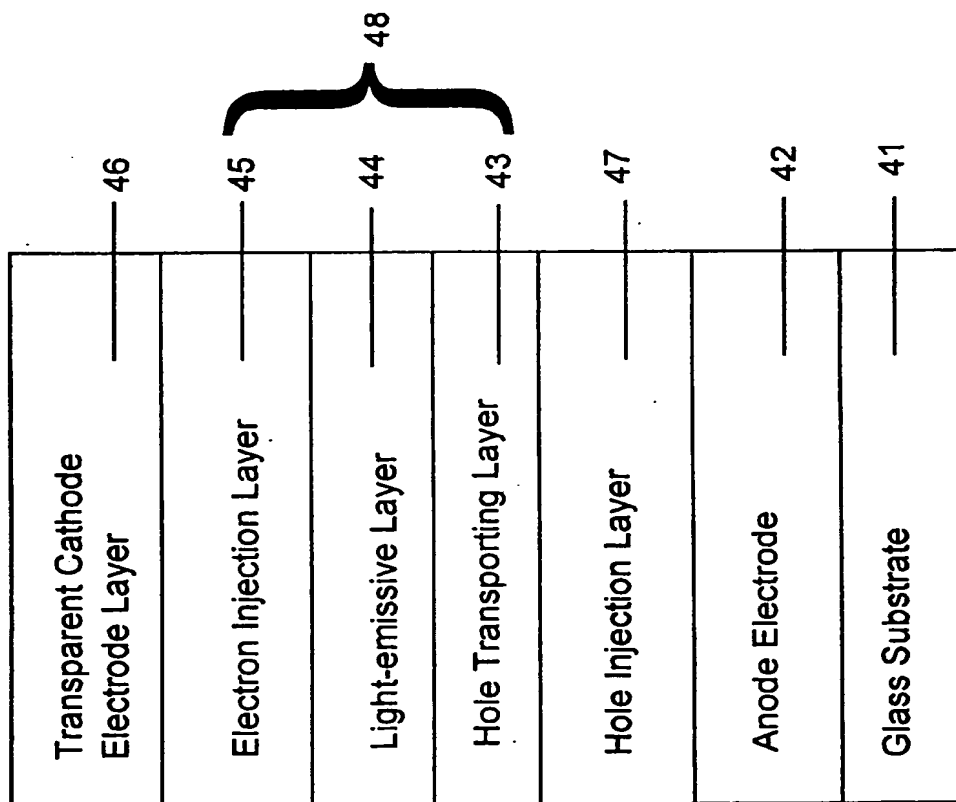 Transparent Cathode
Electrode Layer
46
Electron Injection Layer
45
Light-emissive Layer
44
Hole Transporting Layer
43
48
Hole Injection Layer
47
Anode Electrode
42
Glass Substrate
41